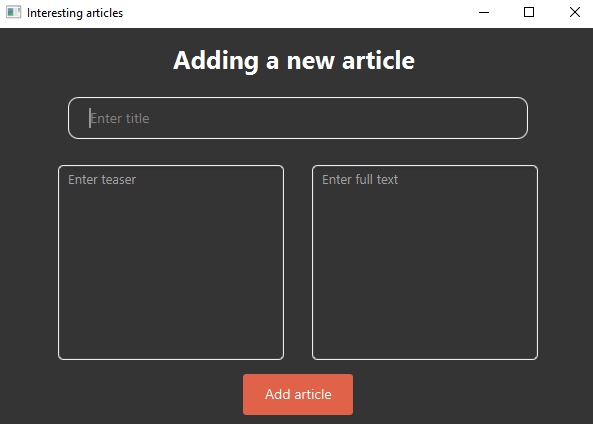 Interesting articles
Adding a new article
Enter title
Enter teaser
Enter full text
Add article